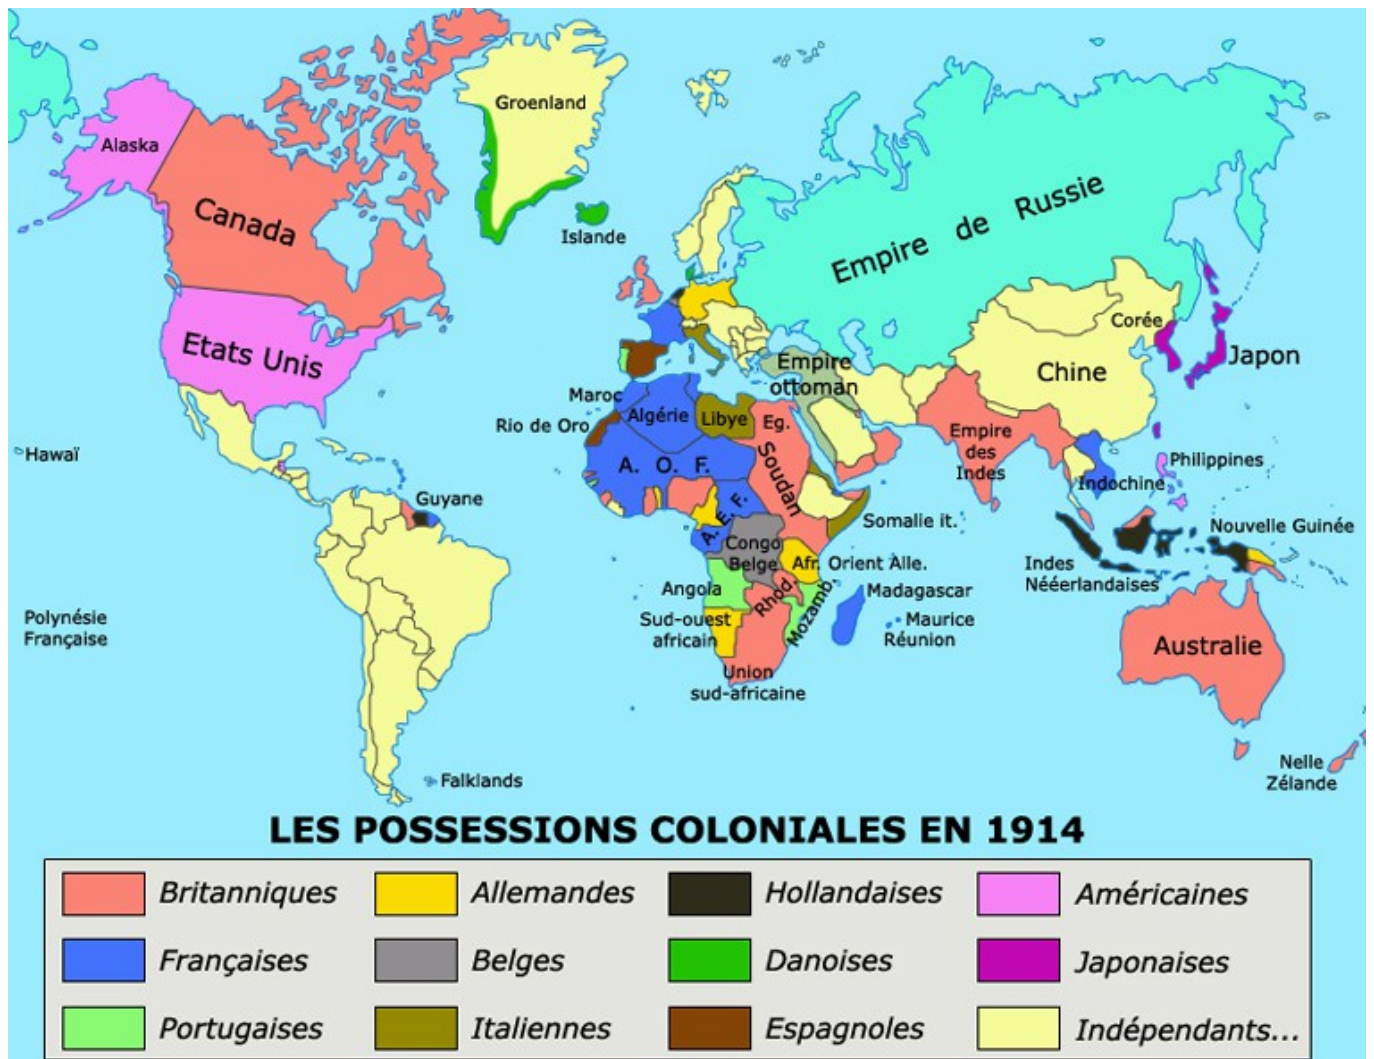 Groenland
Alaska
Canada
Islande
Empire de Russie
Etats Unis
Corée
Japon
Chine
Empire
ottoman
Maroc
Algérie
Libye
Eg.
Rio de Oro
Empire
des
Indes
Hawaï
A. O. F.
Soudan
Philippines
Indochine
Guyane
A. E. F.
Somalie it.
Nouvelle Guinée
Congo
Belge
Afr. Orient Alle.
Indes
Nééerlandaises
Angola
Rhod.
Mozamb.
Madagascar
Polynésie
Française
Sud-ouest
africain
Maurice
Réunion
Australie
Union
sud-africaine
Nelle
Zélande
Falklands
LES POSSESSIONS COLONIALES EN 1914
Britanniques
Allemandes
Hollandaises
Américaines
Françaises
Belges
Danoises
Japonaises
Portugaises
Italiennes
Espagnoles
Indépendants...